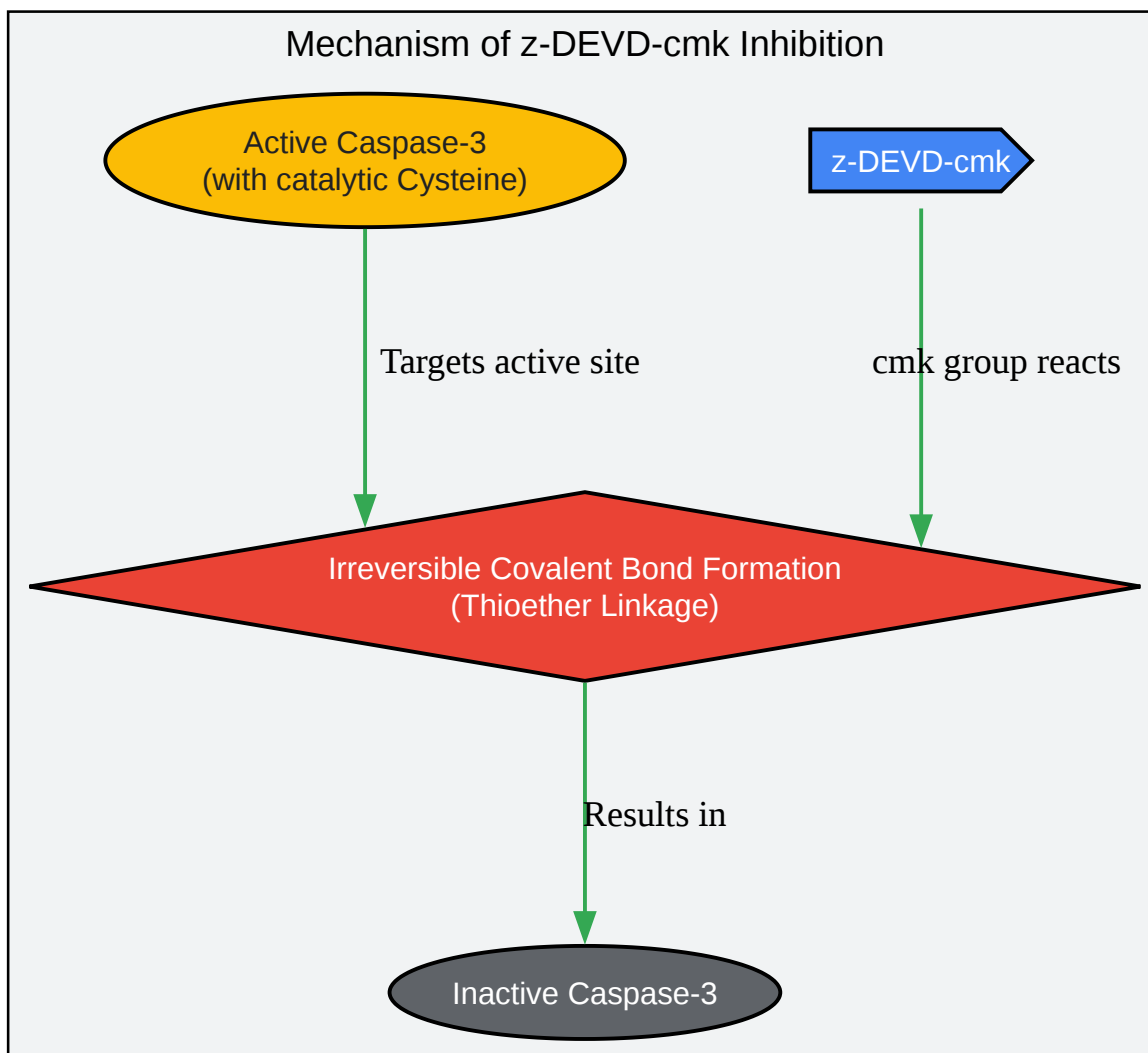 Mechanism of z-DEVD-cmk Inhibition
Active Caspase-3
(with catalytic Cysteine)
z-DEVD-cmk
Targets active site
cmk group reacts
Irreversible Covalent Bond Formation
(Thioether Linkage)
Results in
Inactive Caspase-3